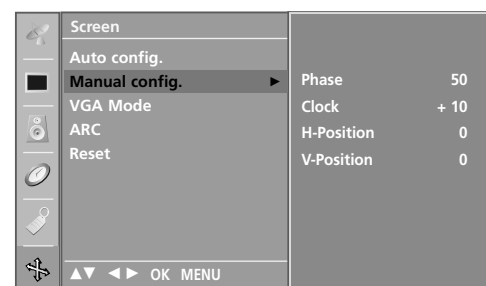 Screen
Auto config.
Manual config. ►
VGA Mode
ARC
Reset
▲▼ ◄► OK MENU
Phase 50
Clock + 10
H-Position 0
V-Position 0